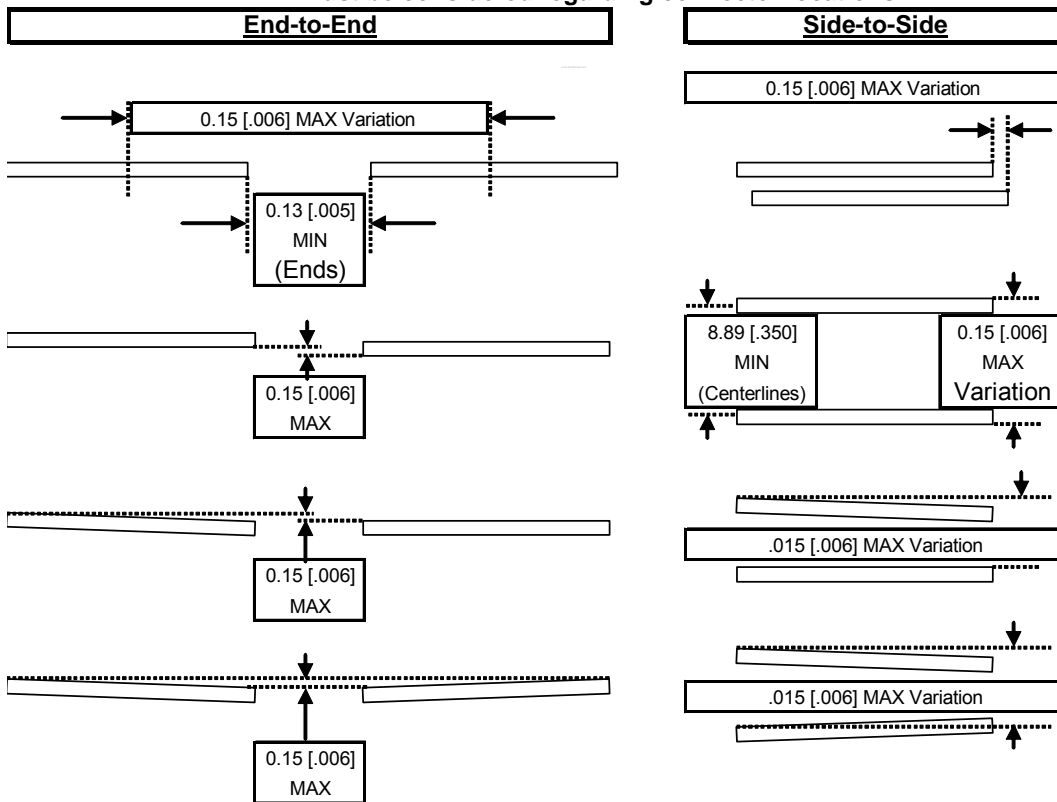 End-to-End
0.15 [.006] MAX Variation
0.13 [.005]
MIN
(Ends)
0.15 [.006]
MAX
0.15 [.006]
MAX
0.15 [.006]
MAX
Side-to-Side
0.15 [.006] MAX Variation
8.89 [.350]
MIN
(Centerlines)
0.15 [.006]
MAX
Variation
.015 [.006] MAX Variation
.015 [.006] MAX Variation